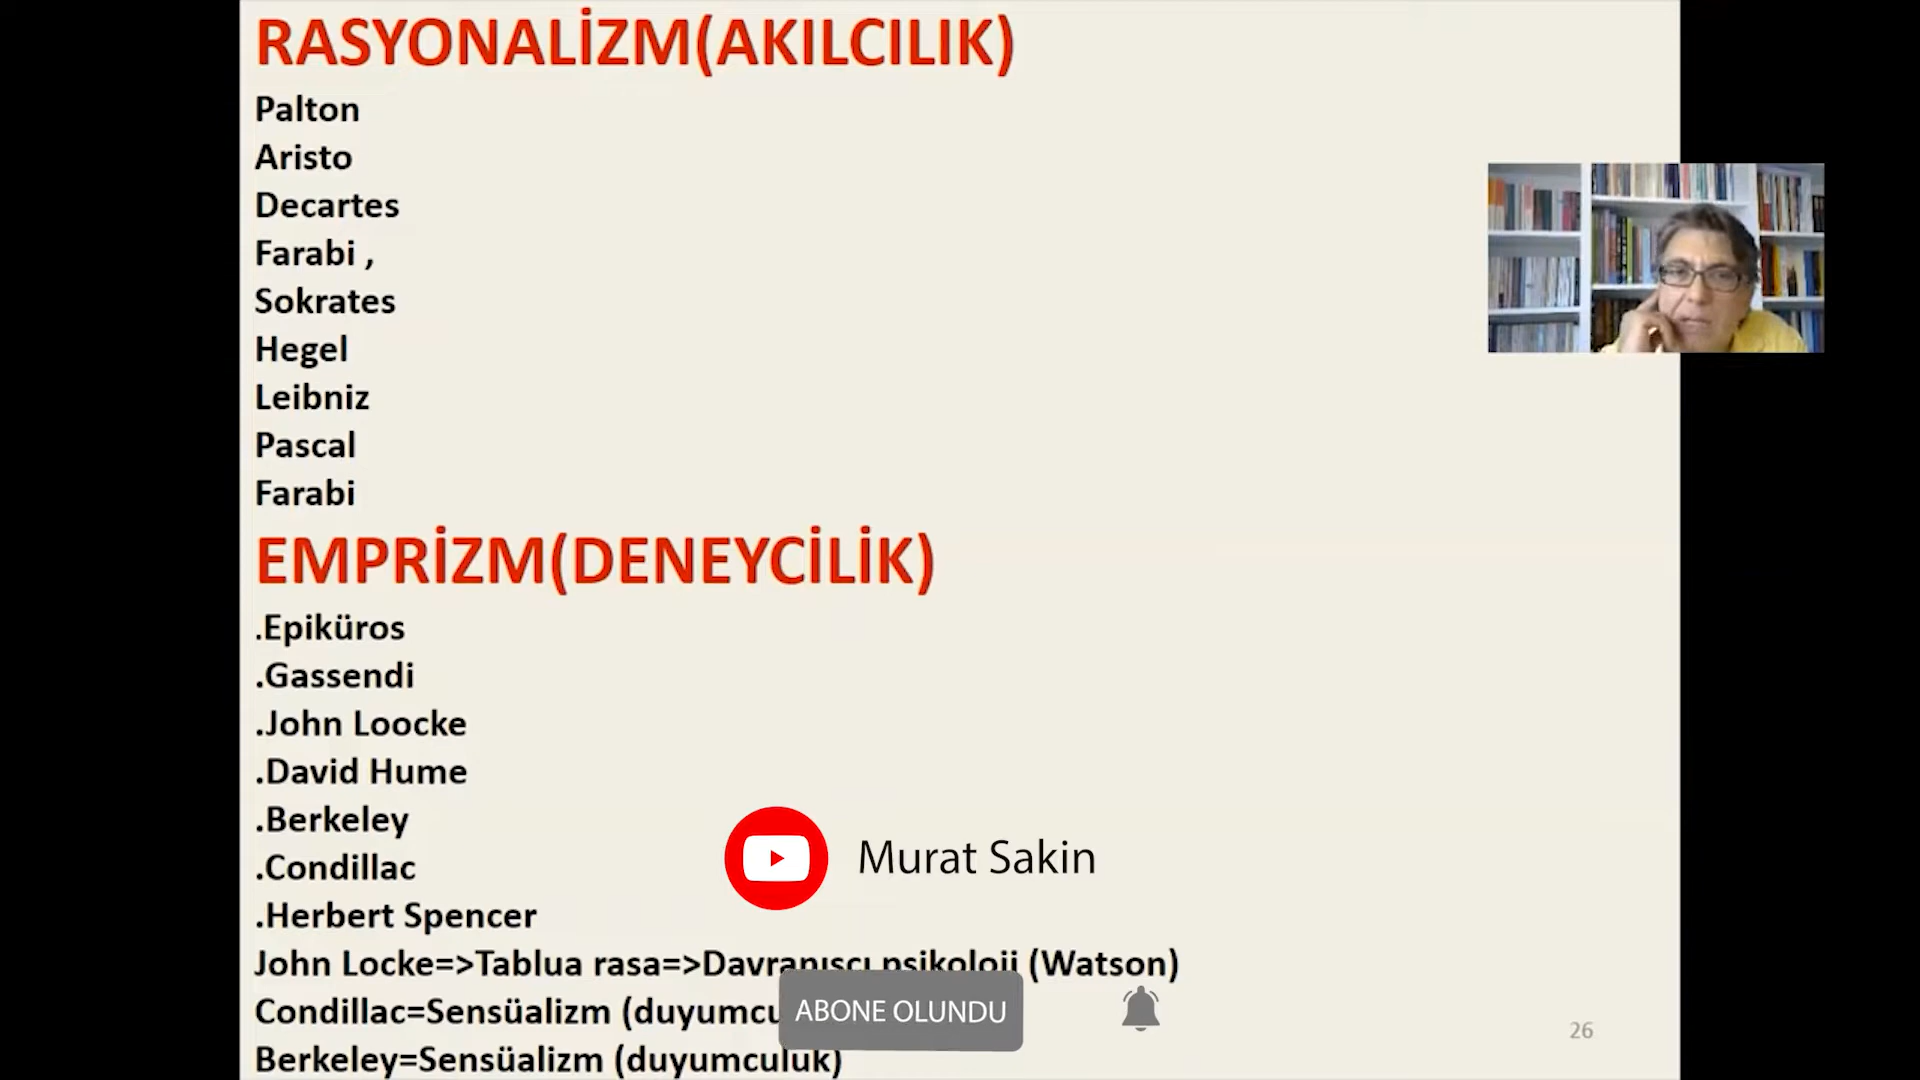 RASYONALİZM(AKILCILIK)
Palton
Aristo
Decartes
Farabi ,
Sokrates
Hegel
Leibniz
Pascal
Farabi
EMPRİZM(DENEYCİLİK)
.Epiküros
.Gassendi
.John Loocke
.David Hume
.Berkeley
.Condillac
Murat Sakin
.Herbert Spencer
John Locke=>Tablua rasa=>Davranışcı psikoloji (Watson)
Condillac=Sensüalizm
ABONE OLUNDU
26
Berkeley=Sensüalizm (duyumculuk)